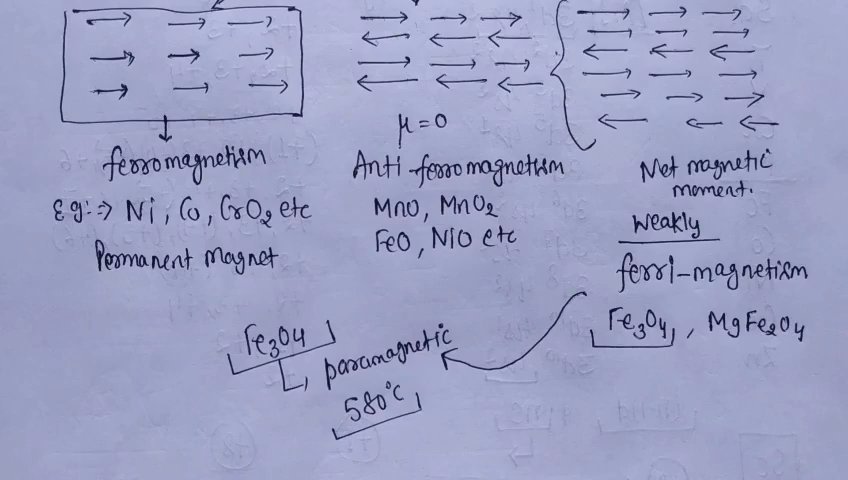 ferromagnetism
Eg:⇒ Ni, Co, CrO₂ etc
Permanent magnet
μ=0
Anti-ferromagnetism
MnO, MnO₂
FeO, NiO etc
Net magnetic
moment.
Weakly
ferri-magnetism
Fe₃O₄, MgFe₂O₄
Fe₃O₄
paramagnetic
580°C